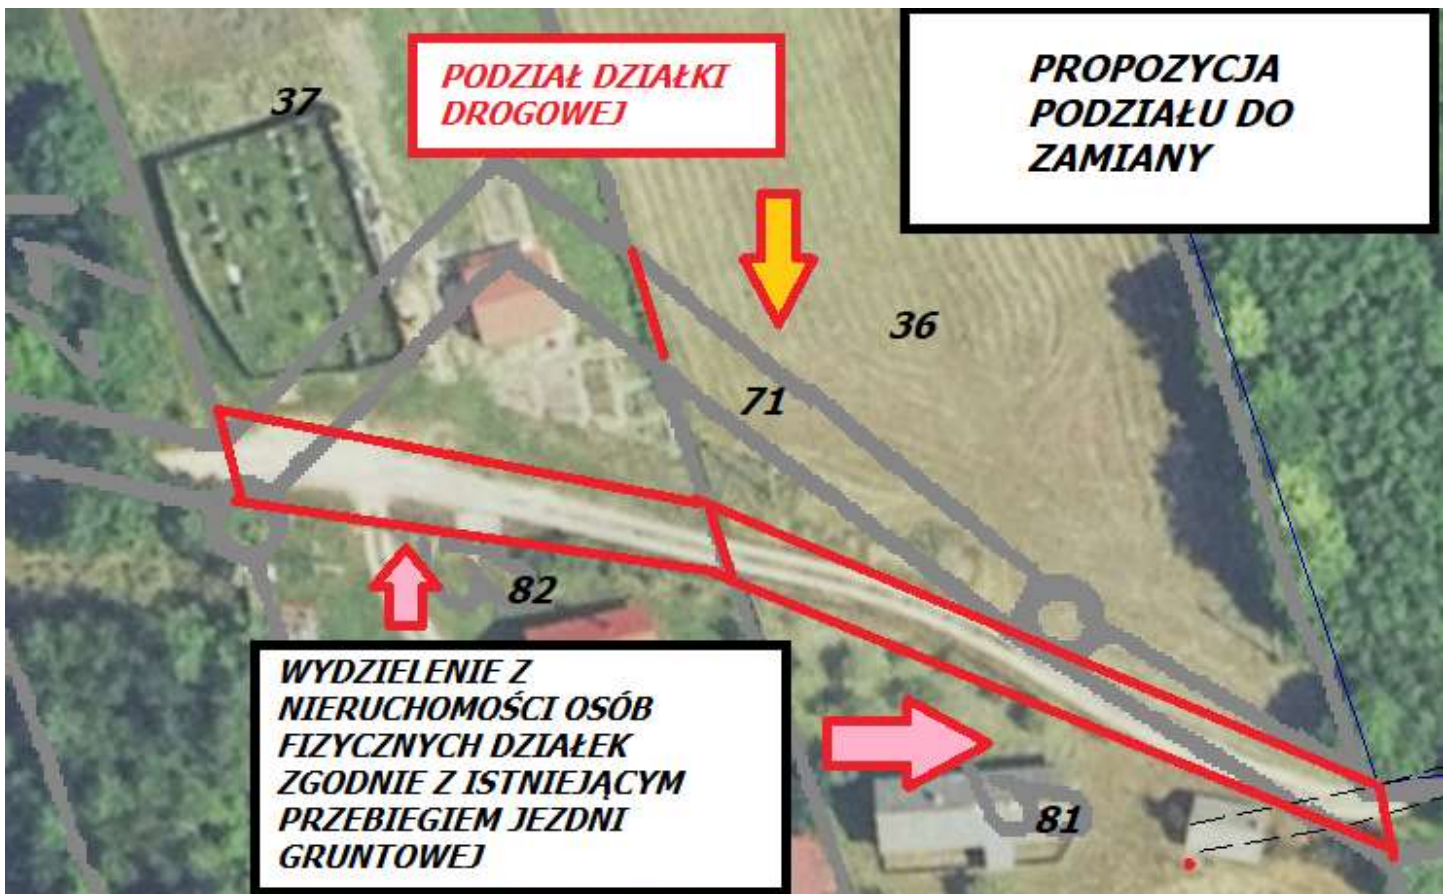 37
PODZIAŁ DZIAŁKI
DROGOWEJ
PROPOZYCJA
PODZIAŁU DO
ZAMIANY
36
71
82
WYDZIELENIE Z
NIERUCHOMOŚCI OSÓB
FIZYCZNYCH DZIAŁEK
ZGODNIE Z ISTNIEJĄCYM
PRZEBIEGIEM JEZDNI
GRUNTOWEJ
81